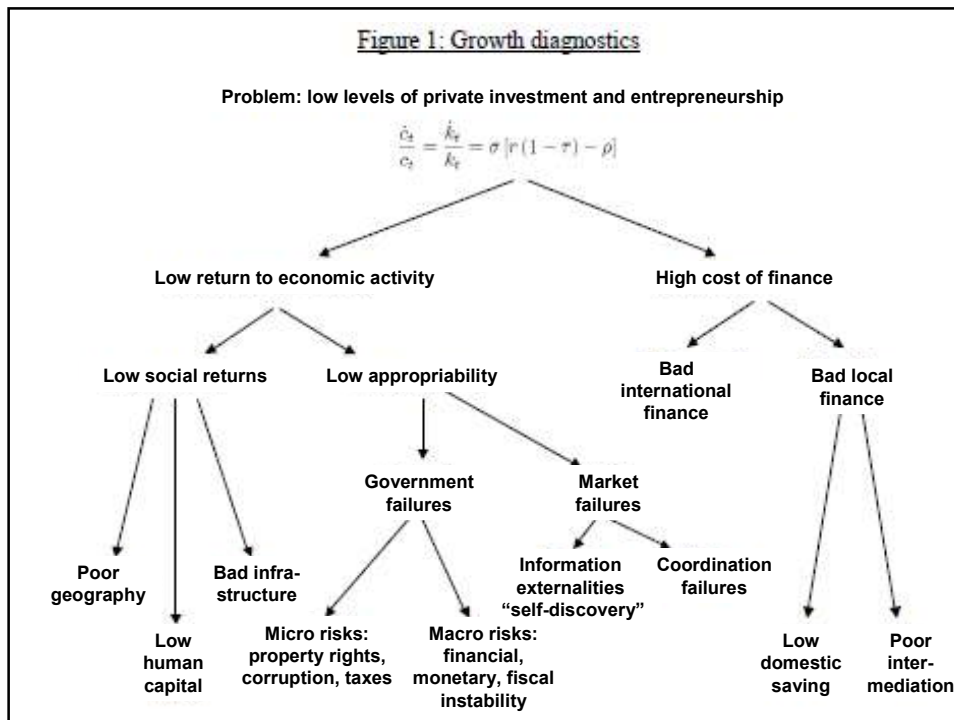 Figure 1: Growth diagnostics
Problem: low levels of private investment and entrepreneurship
ċₜ/cₜ = k̇ₜ/kₜ = σ [r (1 − τ) − ρ]
Low return to economic activity
High cost of finance
Low social returns
Low appropriability
Bad
international
finance
Bad local
finance
Government
failures
Market
failures
Poor
geography
Bad infra-
structure
Information
externalities
“self-discovery”
Coordination
failures
Low
human
capital
Micro risks:
property rights,
corruption, taxes
Macro risks:
financial,
monetary, fiscal
instability
Low
domestic
saving
Poor
inter-
mediation